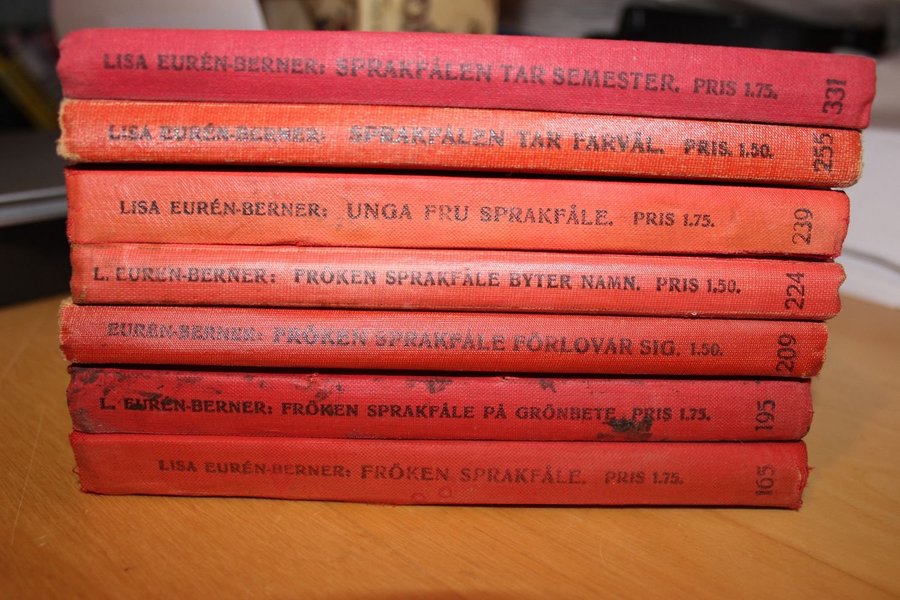 LISA EURÉN-BERNER: SPRAKFÅLEN TAR SEMESTER. PRIS 1.75. 331
LISA EURÉN-BERNER: SPRAKFÅLEN TAR FARVÄL. PRIS. 1.50. 255
LISA EURÉN-BERNER: UNGA FRU SPRAKFÅLE. PRIS 1.75. 239
L. EURÉN-BERNER: FRÖKEN SPRAKFÅLE BYTER NAMN. PRIS 1.50. 224
EURÉN-BERNER: FRÖKEN SPRAKFÅLE FÖRLOVAR SIG. 1.50. 209
L. EURÉN-BERNER: FRÖKEN SPRAKFÅLE PÅ GRÖNBETE. PRIS 1.75. 195
LISA EURÉN-BERNER: FRÖKEN SPRAKFÅLE. PRIS 1.75. 165